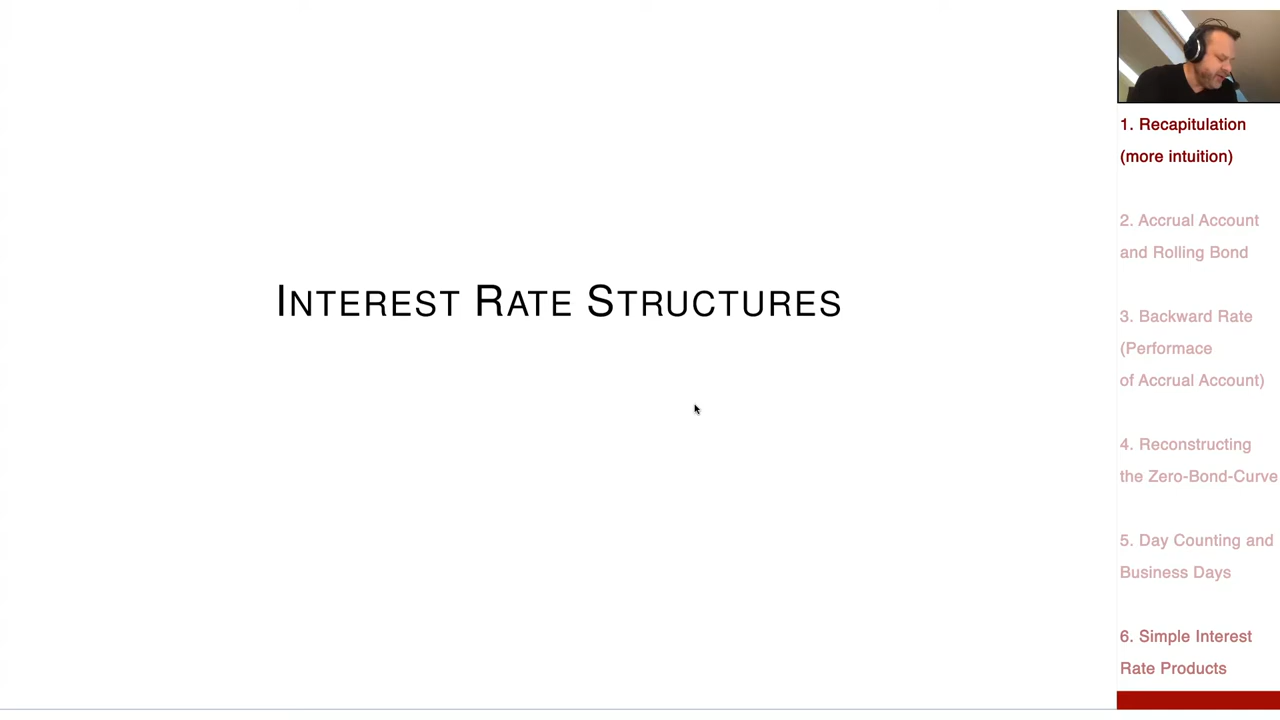 INTEREST RATE STRUCTURES
1. Recapitulation
(more intuition)
2. Accrual Account
and Rolling Bond
3. Backward Rate
(Performace
of Accrual Account)
4. Reconstructing
the Zero-Bond-Curve
5. Day Counting and
Business Days
6. Simple Interest
Rate Products